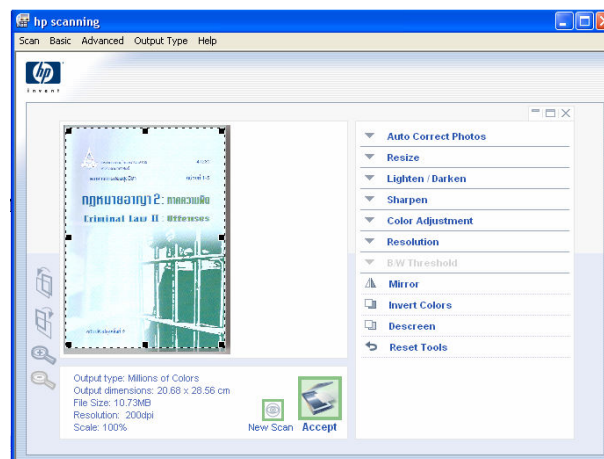 hp scanning
Scan Basic Advanced Output Type Help
hp
invent
41231
กฎหมายอาญา 2: ภาคความผิด
Criminal Law II : Offenses
Auto Correct Photos
Resize
Lighten / Darken
Sharpen
Color Adjustment
Resolution
B/W Threshold
Mirror
Invert Colors
Descreen
Reset Tools
Output type: Millions of Colors
Output dimensions: 20.68 x 28.56 cm
File Size: 10.73MB
Resolution: 200dpi
Scale: 100%
New Scan Accept